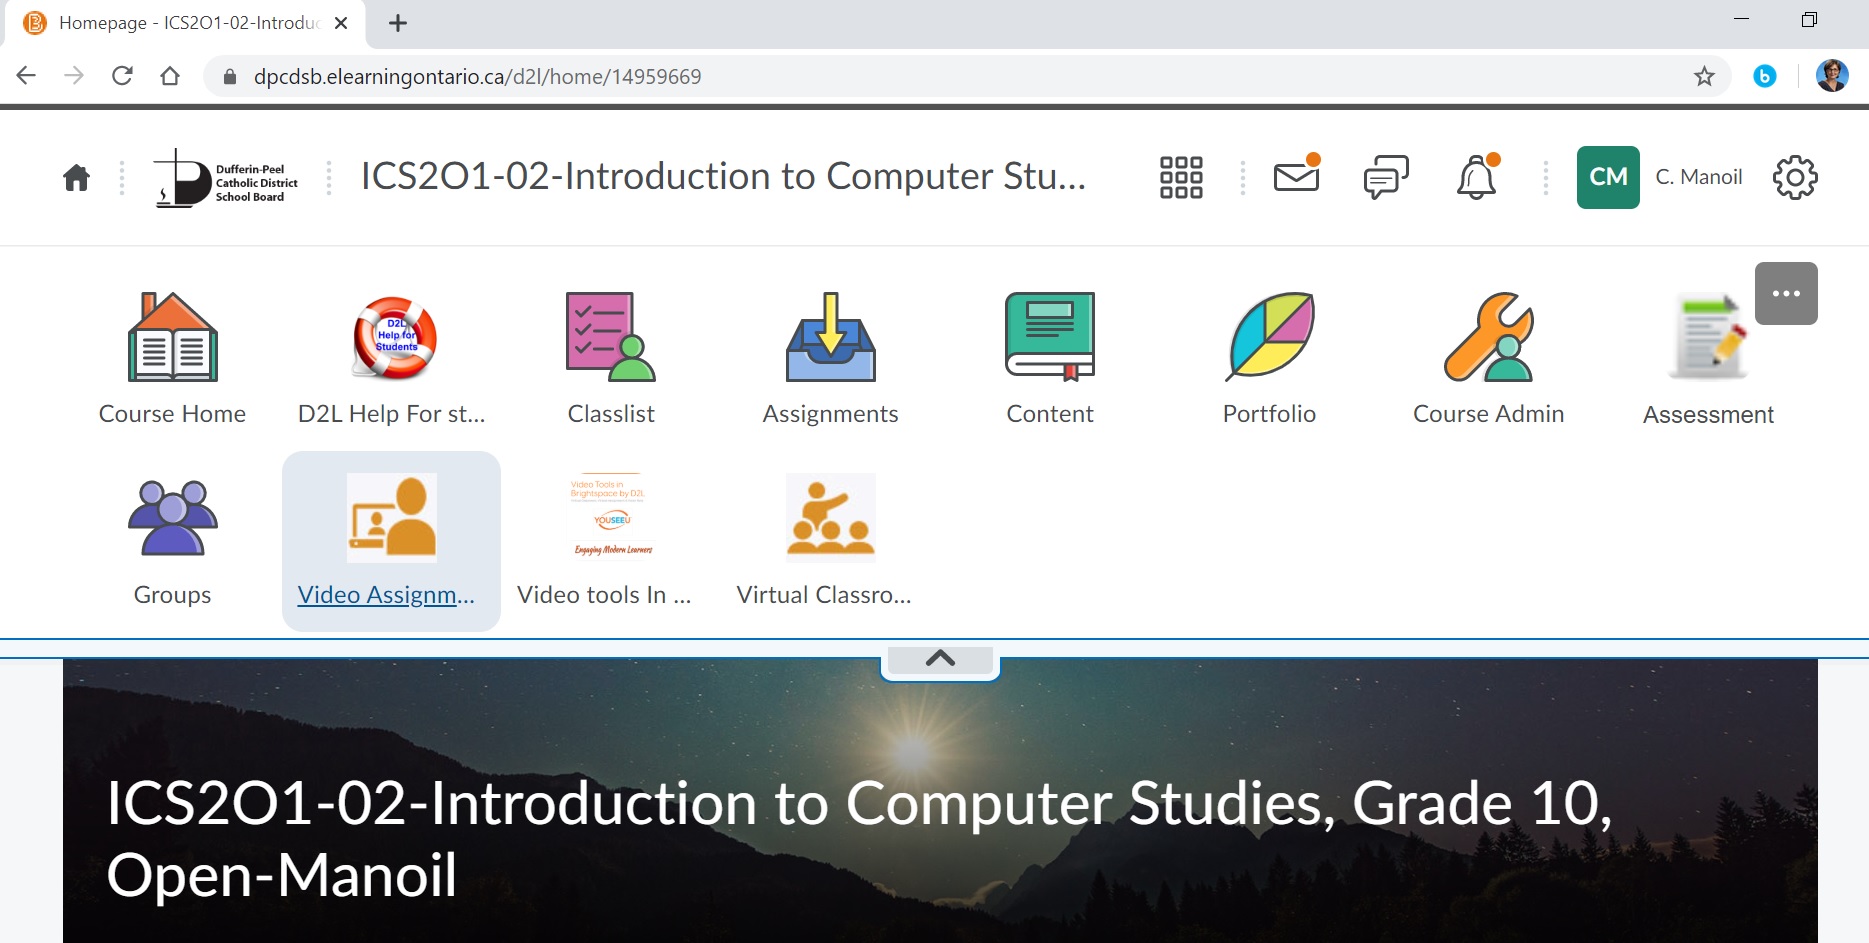 Homepage - ICS2O1-02-Introduc
dpcdsb.elearningontario.ca/d2l/home/14959669
Dufferin-Peel
Catholic District
School Board
ICS2O1-02-Introduction to Computer Stu...
CM
C. Manoil
D2L
Help for
Students
Course Home
D2L Help For st...
Classlist
Assignments
Content
Portfolio
Course Admin
Assessment
Video Tools in
Brightspace by D2L
YOUSEEU
Engaging Modern Learners
Groups
Video Assignm...
Video tools In ...
Virtual Classro...
ICS2O1-02-Introduction to Computer Studies, Grade 10,
Open-Manoil